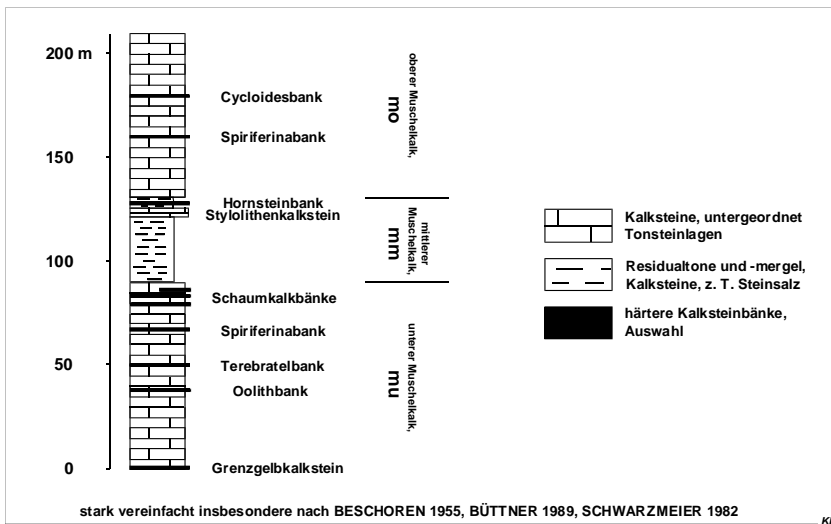 200 m
150
100
50
0
Cycloidesbank
Spiriferinabank
Hornsteinbank
Stylolithenkalkstein
Schaumkalkbänke
Spiriferinabank
Terebratelbank
Oolithbank
Grenzgelbkalkstein
oberer Muschelkalk,
mo
mittlerer
Muschelkalk,
mm
unterer Muschelkalk,
mu
Kalksteine, untergeordnet
Tonsteinlagen
Residualtone und -mergel,
Kalksteine, z. T. Steinsalz
härtere Kalksteinbänke,
Auswahl
stark vereinfacht insbesondere nach BESCHOREN 1955, BÜTTNER 1989, SCHWARZMEIER 1982